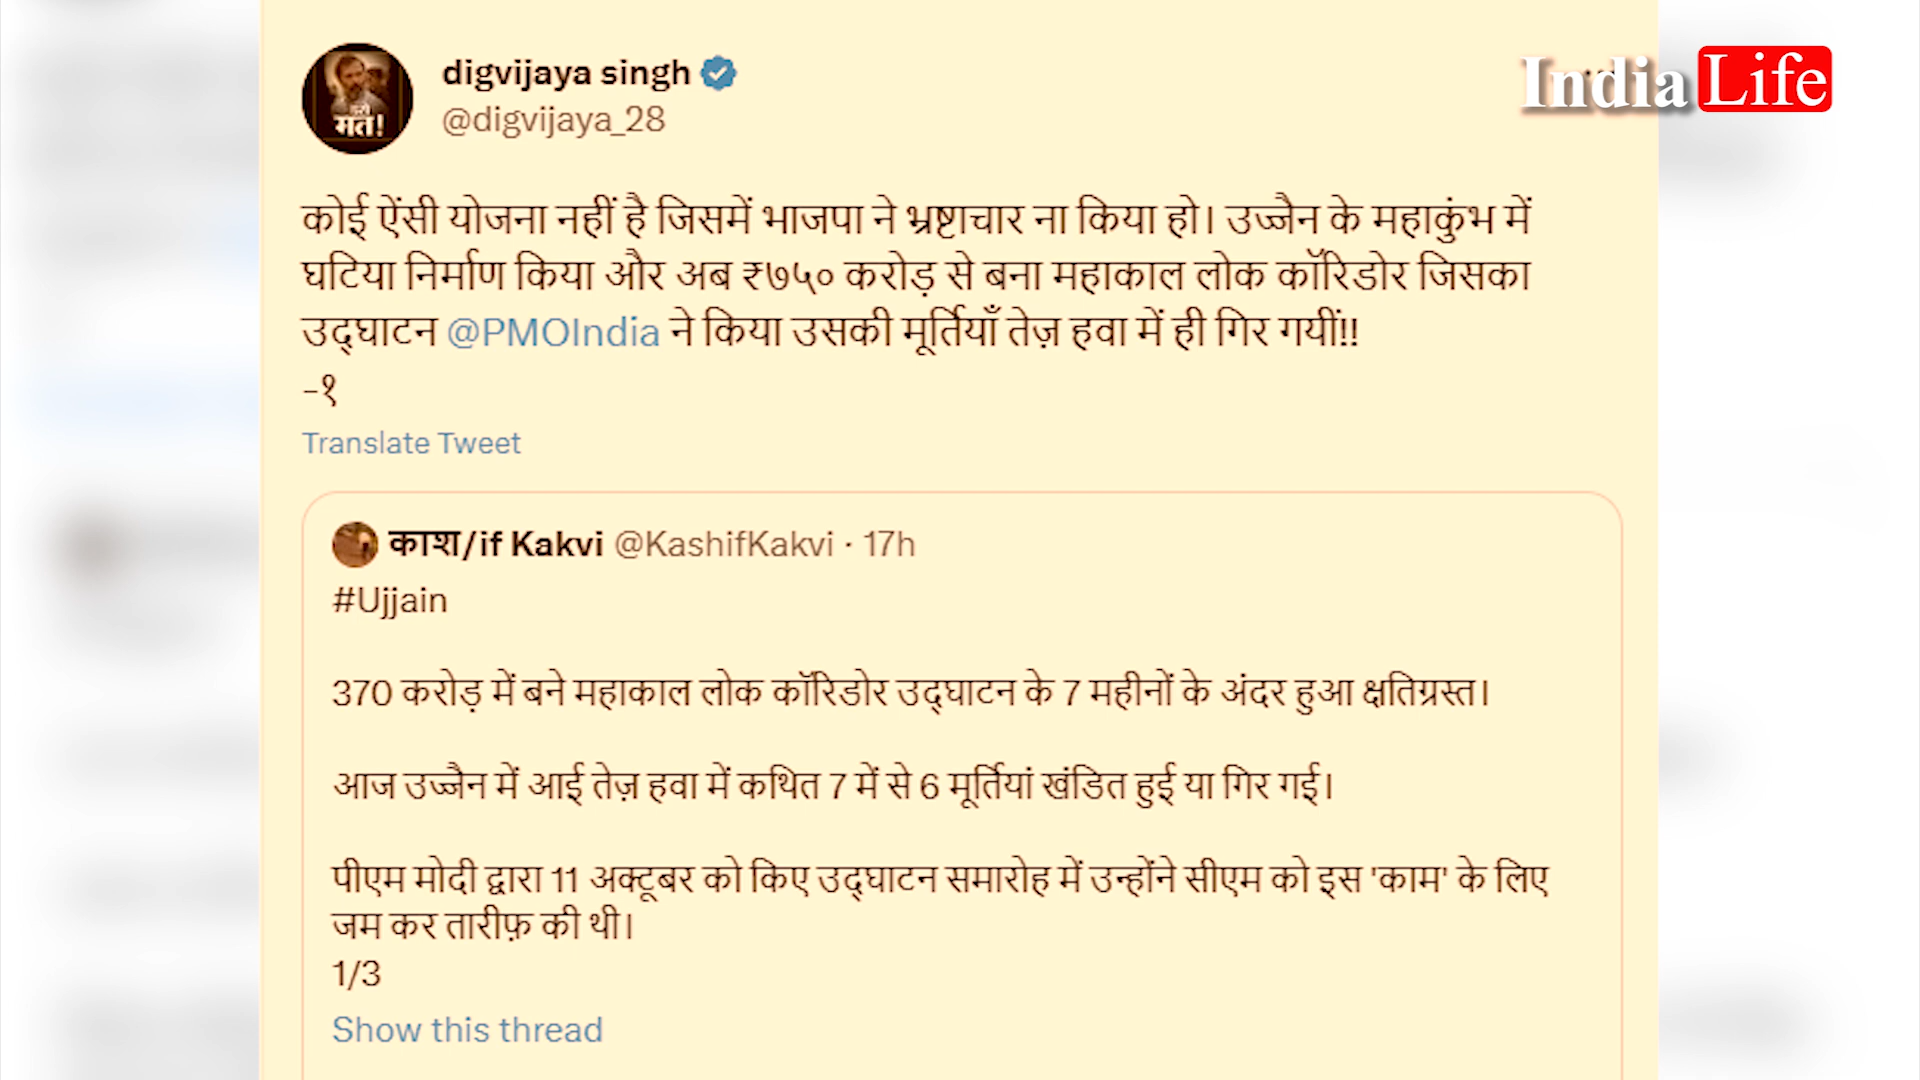 digvijaya singh
@digvijaya_28
India Life
मत!
कोई ऐंसी योजना नहीं है जिसमें भाजपा ने भ्रष्टाचार ना किया हो। उज्जैन के महाकुंभ में
घटिया निर्माण किया और अब ₹७५० करोड़ से बना महाकाल लोक कॉरिडोर जिसका
उद्घाटन @PMOIndia ने किया उसकी मूर्तियाँ तेज़ हवा में ही गिर गयीं!!
-१
Translate Tweet
काश/if Kakvi @KashifKakvi · 17h
#Ujjain
370 करोड़ में बने महाकाल लोक कॉरिडोर उद्घाटन के 7 महीनों के अंदर हुआ क्षतिग्रस्त।
आज उज्जैन में आई तेज़ हवा में कथित 7 में से 6 मूर्तियां खंडित हुई या गिर गई।
पीएम मोदी द्वारा 11 अक्टूबर को किए उद्घाटन समारोह में उन्होंने सीएम को इस 'काम' के लिए
जम कर तारीफ़ की थी।
1/3
Show this thread